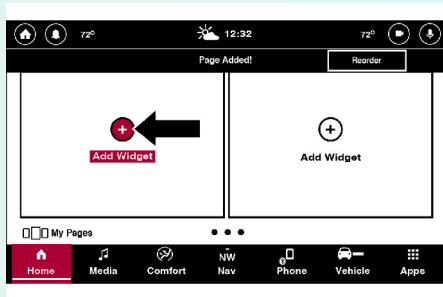 72° 12:32 72°
Page Added! Reorder
Add Widget Add Widget
My Pages
NW
Home Media Comfort Nav Phone Vehicle Apps